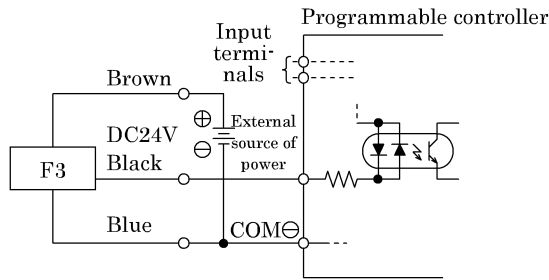 Programmable controller
Input
termi-
nals
Brown
DC24V
⊕
⊖
External
source of
power
F3
Black
Blue
COM⊖